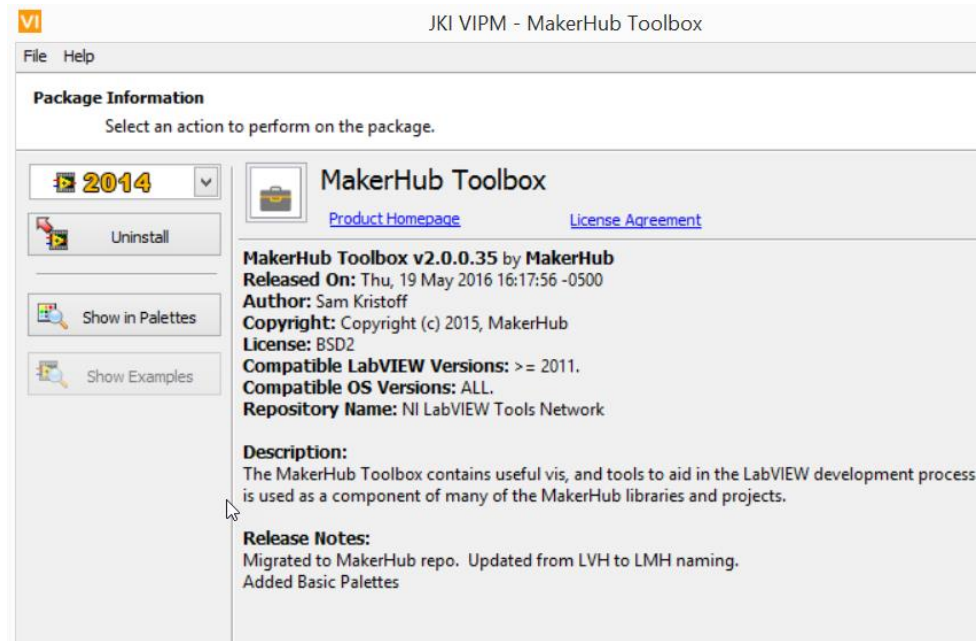 VI
JKI VIPM - MakerHub Toolbox
File Help
Package Information
Select an action to perform on the package.
2014
MakerHub Toolbox
Product Homepage License Agreement
Uninstall
MakerHub Toolbox v2.0.0.35 by MakerHub
Released On: Thu, 19 May 2016 16:17:56 -0500
Author: Sam Kristoff
Show in Palettes
Copyright: Copyright (c) 2015, MakerHub
License: BSD2
Show Examples
Compatible LabVIEW Versions: >= 2011.
Compatible OS Versions: ALL.
Repository Name: NI LabVIEW Tools Network
Description:
The MakerHub Toolbox contains useful vis, and tools to aid in the LabVIEW development process
is used as a component of many of the MakerHub libraries and projects.
Release Notes:
Migrated to MakerHub repo.  Updated from LVH to LMH naming.
Added Basic Palettes